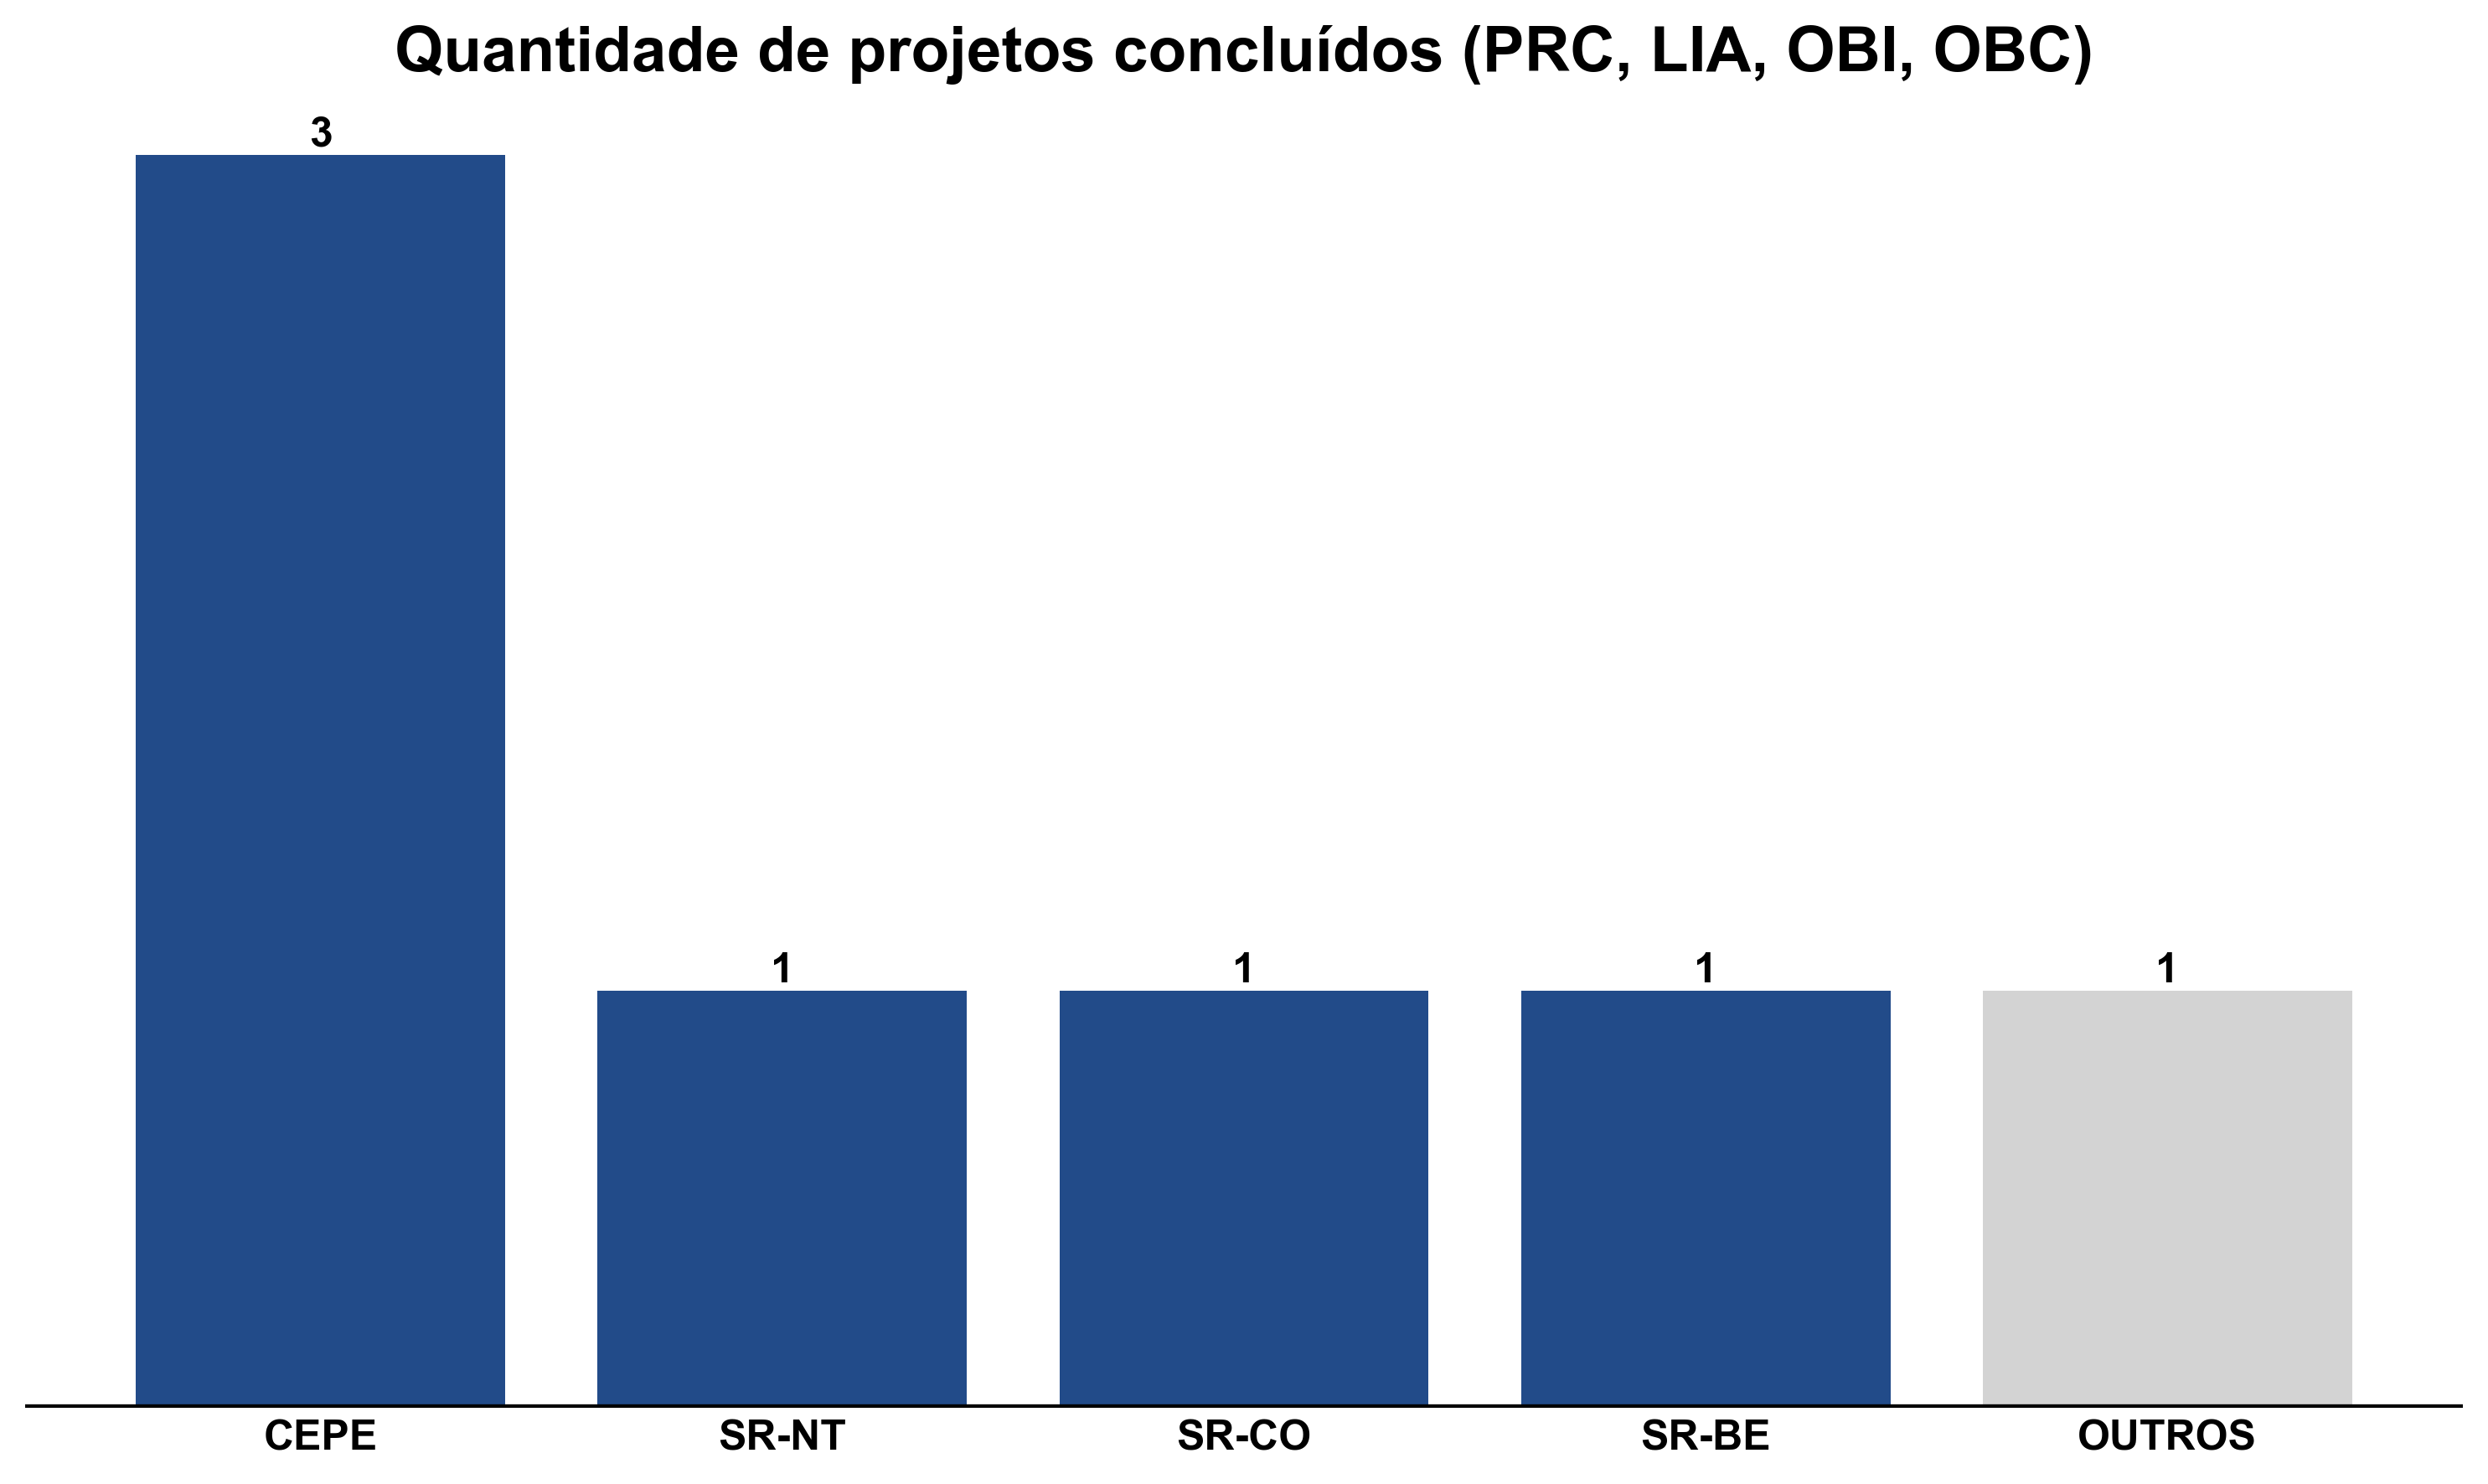 Quantidade de projetos concluídos (PRC, LIA, OBI, OBC)
3
1 1 1 1
CEPE SR-NT SR-CO SR-BE OUTROS